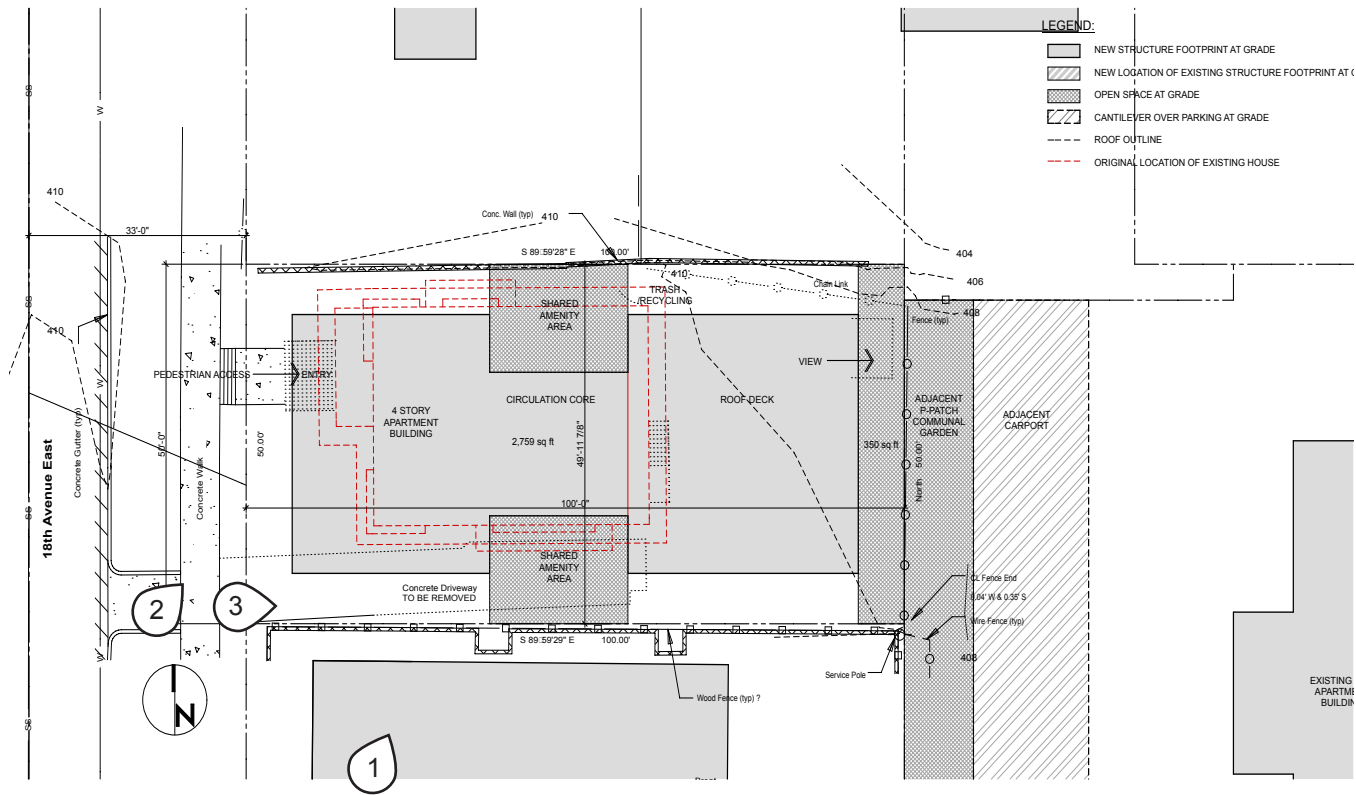 LEGEND:
NEW STRUCTURE FOOTPRINT AT GRADE
NEW LOCATION OF EXISTING STRUCTURE FOOTPRINT AT
OPEN SPACE AT GRADE
CANTILEVER OVER PARKING AT GRADE
ROOF OUTLINE
ORIGINAL LOCATION OF EXISTING HOUSE
SS
W
410
33'-0"
Conc. Wall (typ)
410
S 89:59'28" E
100.00'
404
406
408
410
Chain Link
Fence (typ)
TRASH
/RECYCLING
SHARED
AMENITY
AREA
SS
410
W
PEDESTRIAN ACCESS
ENTRY
VIEW
4 STORY
APARTMENT
BUILDING
CIRCULATION CORE
2,759 sq ft
ROOF DECK
350 sq ft
ADJACENT
P-PATCH
COMMUNAL
GARDEN
ADJACENT
CARPORT
18th Avenue East
Concrete Gutter (typ)
50'-0"
Concrete Walk
50.00'
49'-11 7/8"
100'-0"
North 50.00'
SS
W
SHARED
AMENITY
AREA
Concrete Driveway
TO BE REMOVED
CL Fence End
0.04' W & 0.35' S
Wire Fence (typ)
2
3
S 89:59'29" E
100.00'
408
Service Pole
W
N
Wood Fence (typ) ?
SS
1
EXISTING